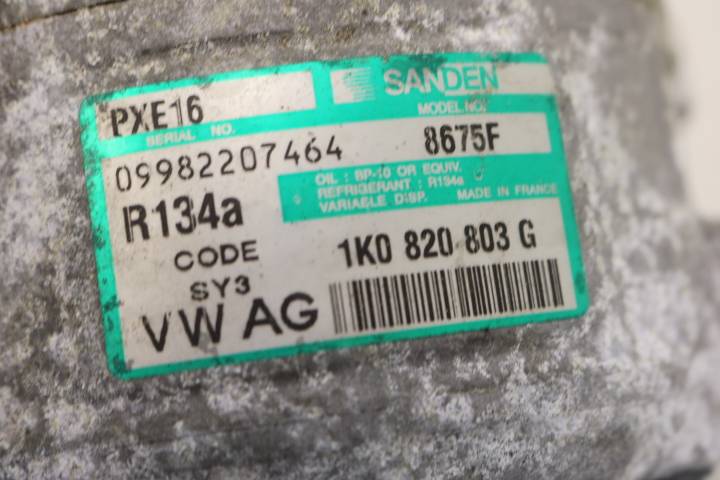 PXE16
SANDEN
SERIAL NO.
MODEL NO.
09982207464
8675F
OIL : SP-10 OR EQUIV.
REFRIGERANT : R134a
VARIABLE DISP. MADE IN FRANCE
R134a
CODE
1K0 820 803 G
SY3
VW AG